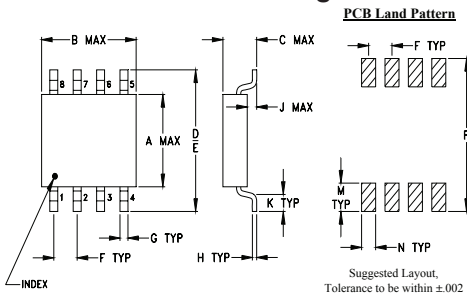 PCB Land Pattern
B MAX
C MAX
F TYP
8 7 6 5
J MAX
A MAX
D
E
K TYP
M
TYP
1 2 3 4
G TYP
F TYP
H TYP
N TYP
INDEX
Suggested Layout,
Tolerance to be within ±.002